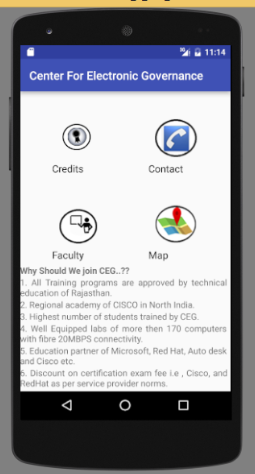 11:14
Center For Electronic Governance
Credits
Contact
Faculty
Map
Why Should We join CEG..??
1. All Training programs are approved by technical
education of Rajasthan.
2. Regional academy of CISCO in North India.
3. Highest number of students trained by CEG.
4. Well Equipped labs of more then 170 computers
with fibre 20MBPS connectivity.
5. Education partner of Microsoft, Red Hat, Auto desk
and Cisco etc.
6. Discount on certification exam fee i.e , Cisco, and
RedHat as per service provider norms.